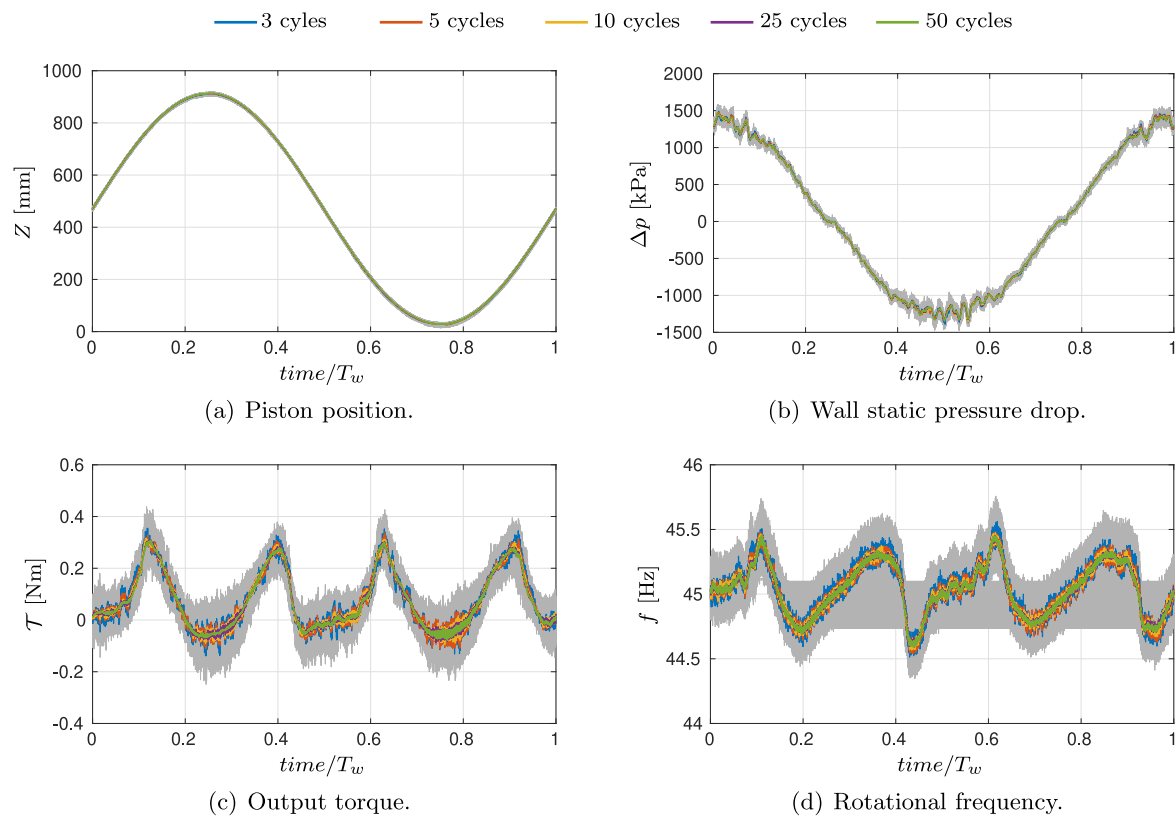 3 cyles 5 cycles 10 cycles 25 cycles 50 cycles
1000
800
600
400
200
0
Z [mm]
0 0.2 0.4 0.6 0.8 1
time/T_w
(a) Piston position.
2000
1500
1000
500
0
-500
-1000
-1500
Δp [kPa]
0 0.2 0.4 0.6 0.8 1
time/T_w
(b) Wall static pressure drop.
0.6
0.4
0.2
0
-0.2
-0.4
𝒯 [Nm]
0 0.2 0.4 0.6 0.8 1
time/T_w
(c) Output torque.
46
45.5
45
44.5
44
f [Hz]
0 0.2 0.4 0.6 0.8 1
time/T_w
(d) Rotational frequency.